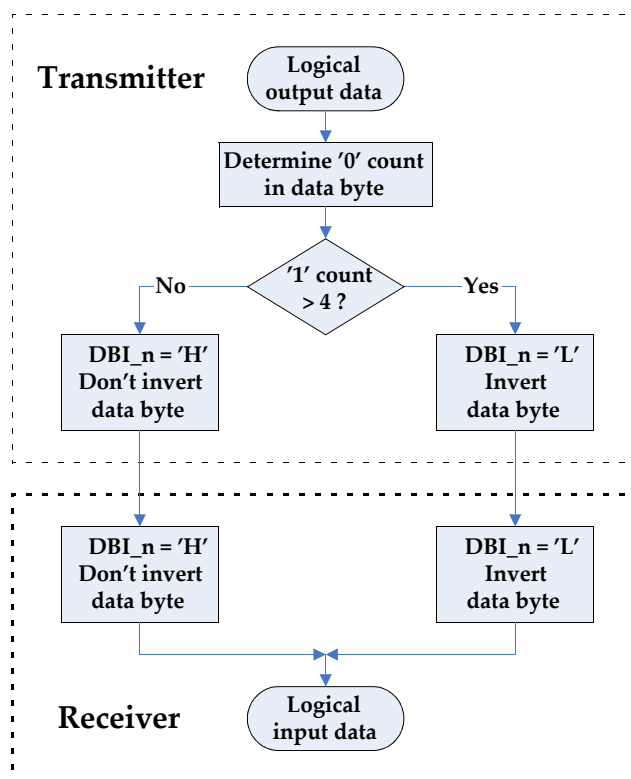 Transmitter
Logical
output data
Determine '0' count
in data byte
'1' count
> 4 ?
No
Yes
DBI_n = 'H'
Don't invert
data byte
DBI_n = 'L'
Invert
data byte
DBI_n = 'H'
Don't invert
data byte
DBI_n = 'L'
Invert
data byte
Receiver
Logical
input data